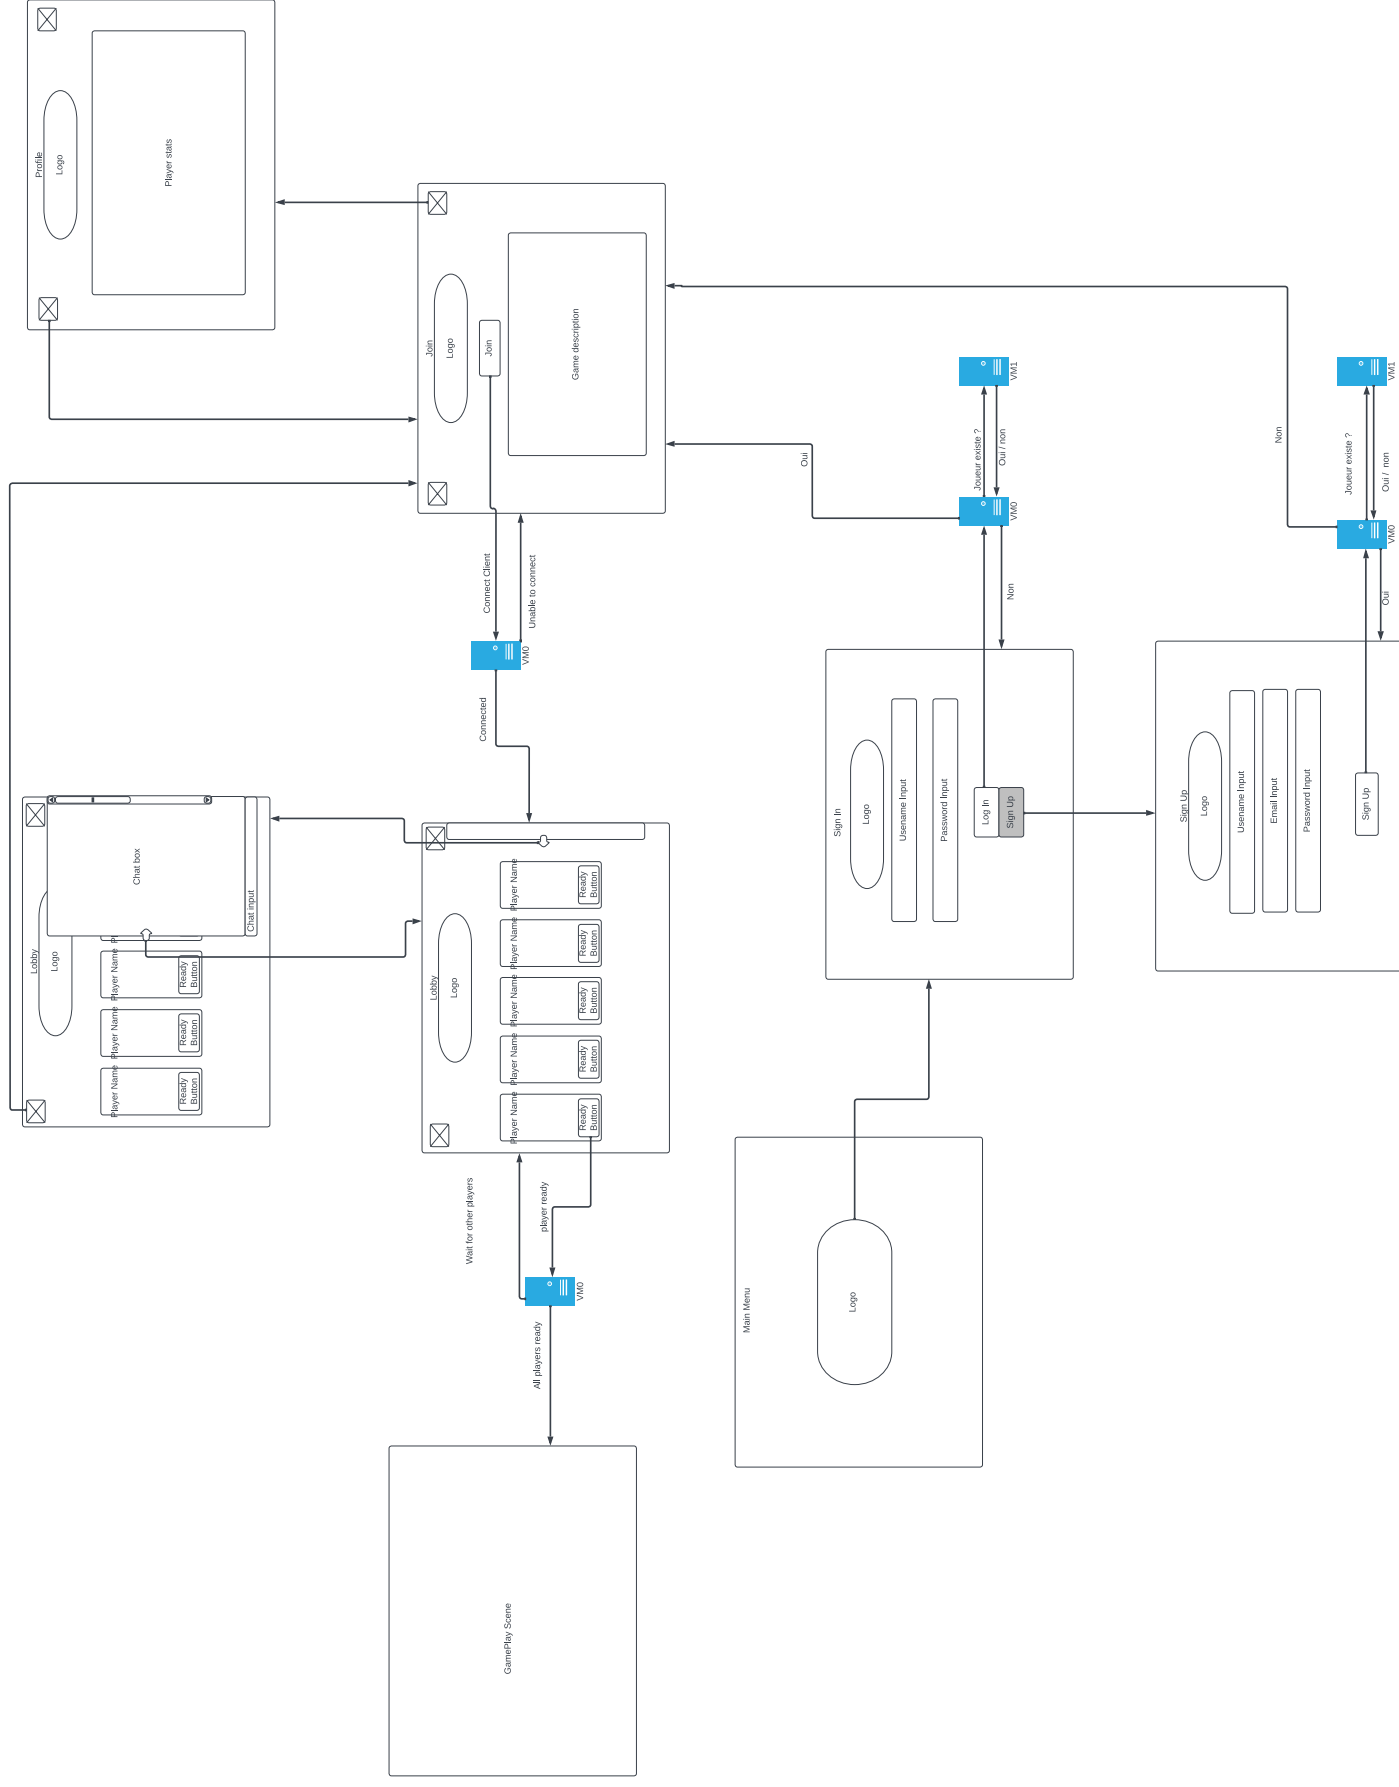 Main Menu
Logo
Sign In
Logo
Usename Input
Password Input
Log In
Sign Up
Non
VM0
Joueur existe ?
Oui / non
VM1
Oui
Sign Up
Logo
Usename Input
Email Input
Password Input
Sign Up
Oui
VM0
Joueur existe ?
Oui / non
VM1
Non
Join
Logo
Join
Game description
Profile
Logo
Player stats
Connect Client
Unable to connect
VM0
Connected
Lobby
Logo
Player Name
Ready
Button
Player Name
Ready
Button
Player Name
Ready
Button
Player Name
Ready
Button
Player Name
Ready
Button
Lobby
Logo
Player Name
Ready
Button
Player Name
Ready
Button
Player Name
Ready
Button
Pl
Chat box
Chat input
Wait for other players
player ready
VM0
All players ready
GamePlay Scene